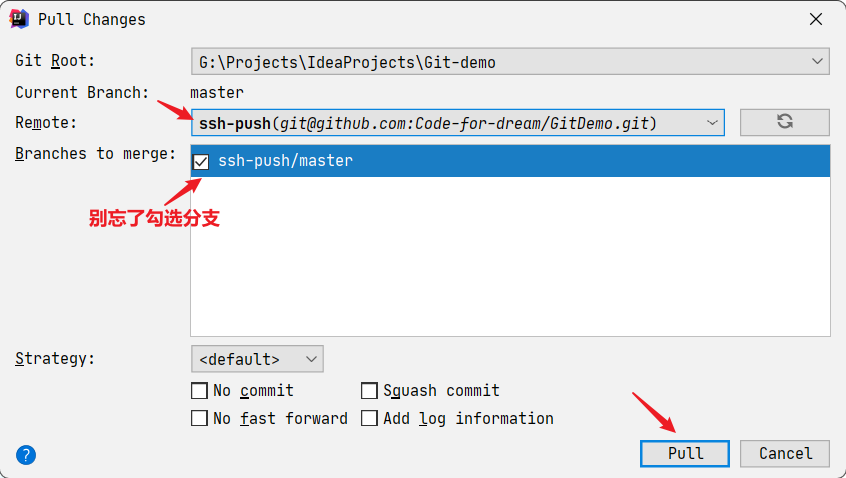 Pull Changes
Git Root: G:\Projects\IdeaProjects\Git-demo
Current Branch: master
Remote: ssh-push(git@github.com:Code-for-dream/GitDemo.git)
Branches to merge: ssh-push/master
别忘了勾选分支
Strategy: <default>
No commit Squash commit
No fast forward Add log information
? Pull Cancel